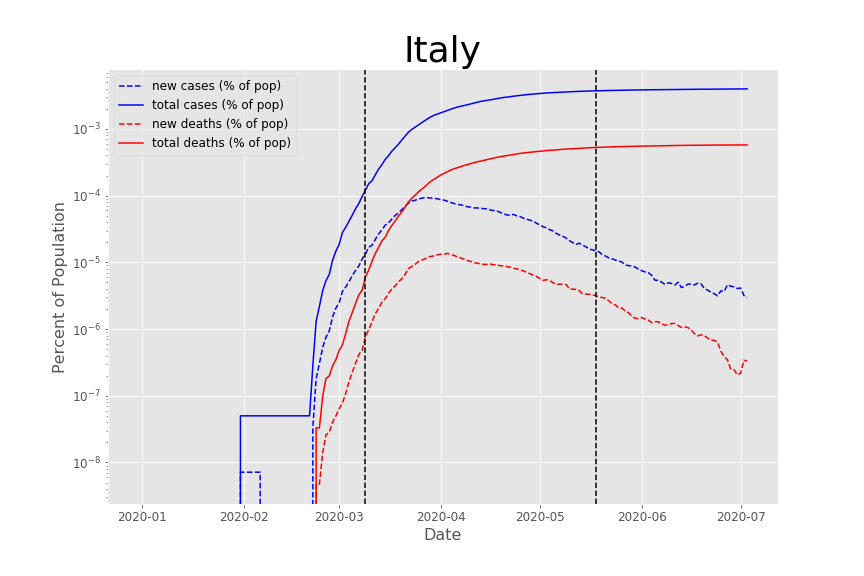 Italy
new cases (% of pop)
total cases (% of pop)
new deaths (% of pop)
total deaths (% of pop)
Percent of Population
10⁻³
10⁻⁴
10⁻⁵
10⁻⁶
10⁻⁷
10⁻⁸
2020-01 2020-02 2020-03 2020-04 2020-05 2020-06 2020-07
Date